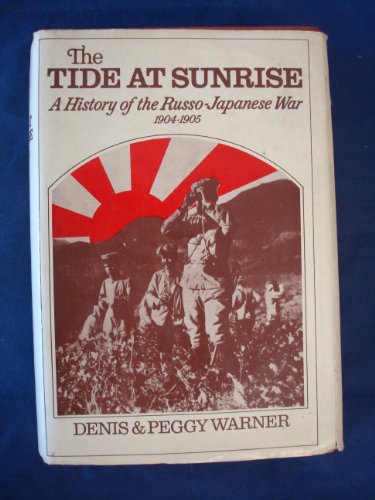 The
TIDE AT SUNRISE
A History of the Russo-Japanese War
1904-1905
DENIS & PEGGY WARNER